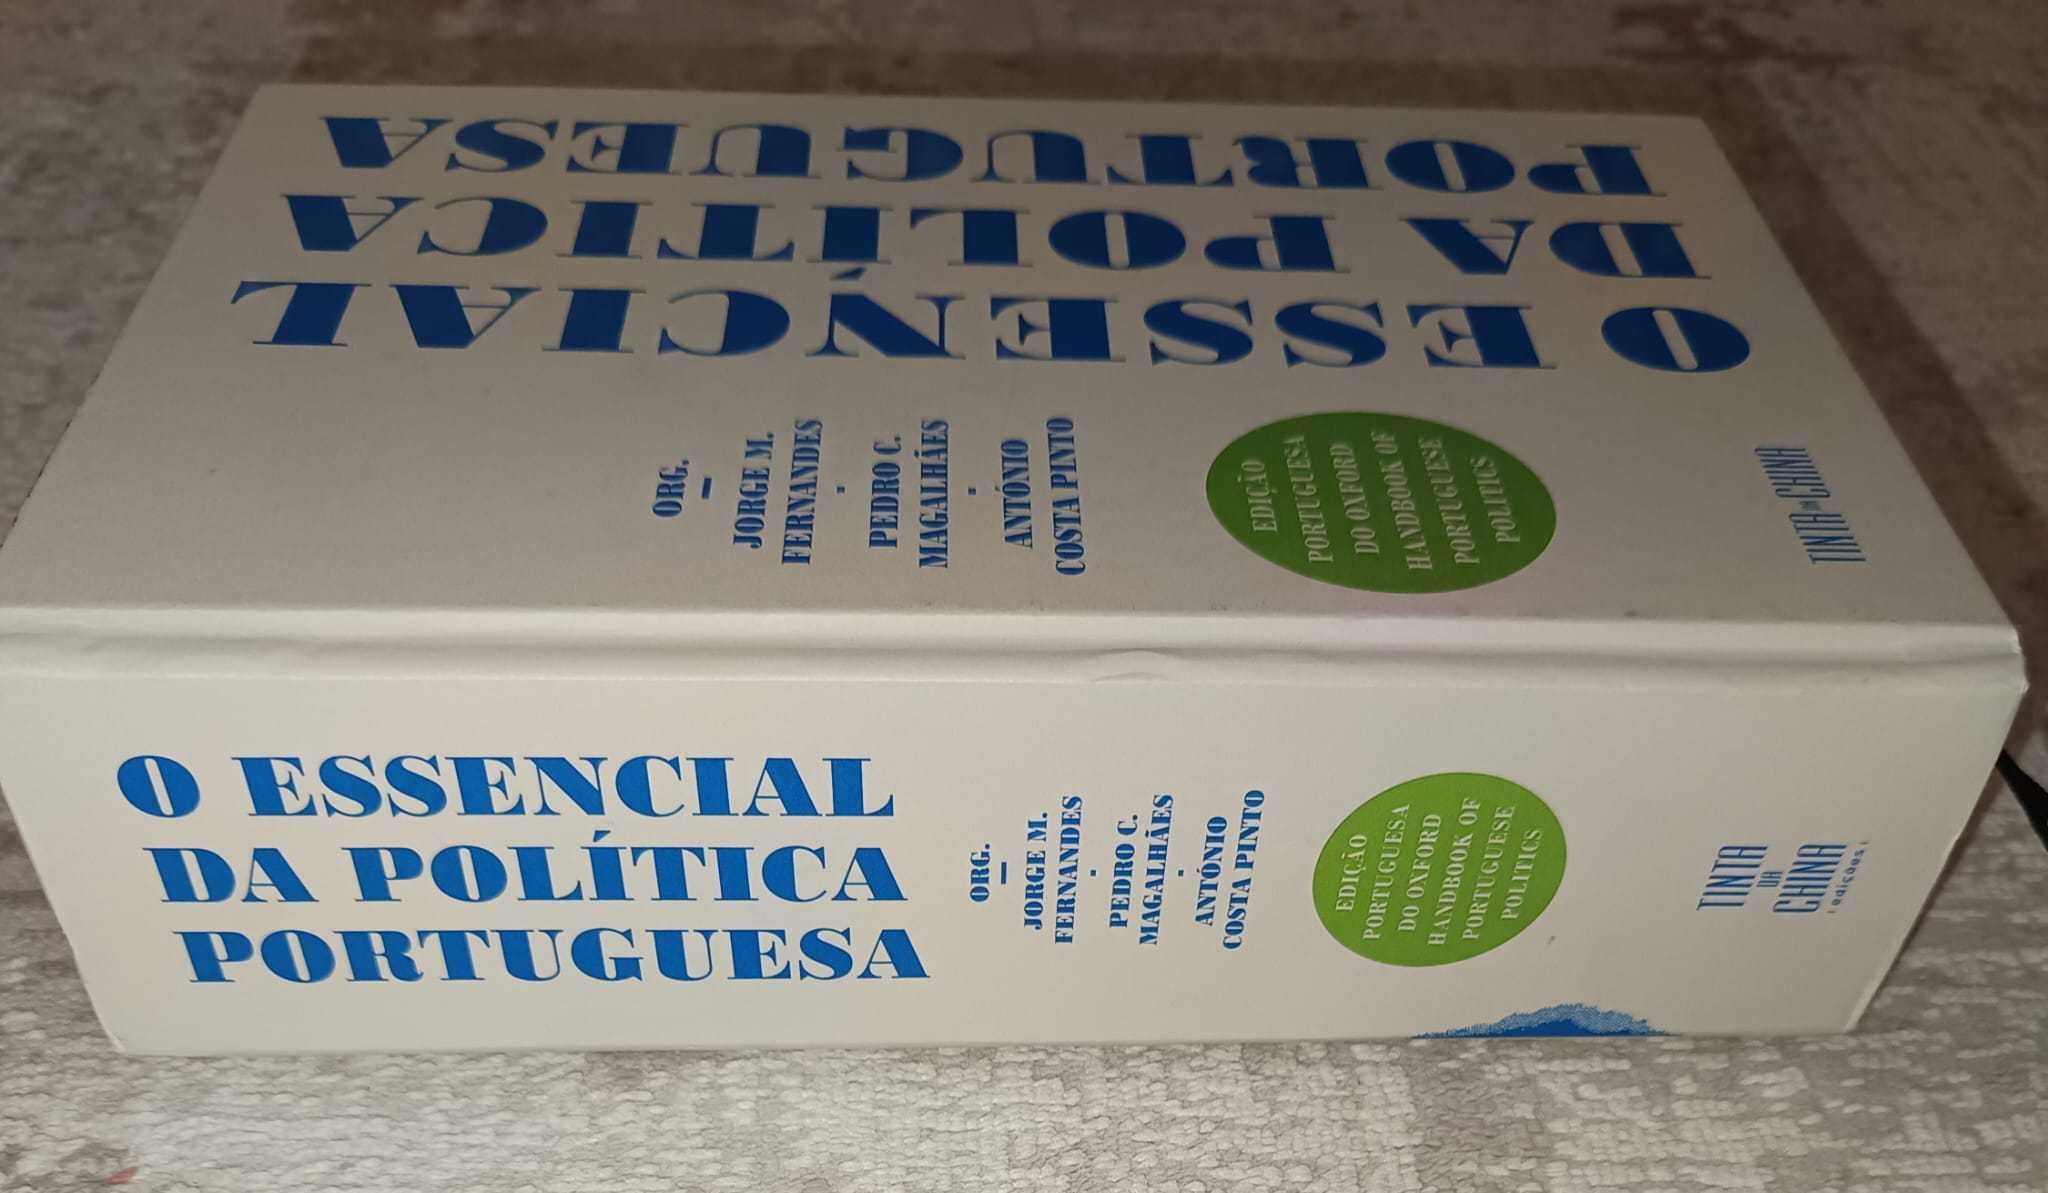 O ESSENCIAL
DA POLÍTICA
PORTUGUESA
ORG.
JORGE M.
FERNANDES
PEDRO C.
MAGALHÃES
ANTÓNIO
COSTA PINTO
EDIÇÃO
PORTUGUESA
DO OXFORD
HANDBOOK OF
PORTUGUESE
POLITICS
TINTA DA CHINA
O ESSENCIAL
DA POLÍTICA
PORTUGUESA
ORG.
JORGE M.
FERNANDES
PEDRO C.
MAGALHÃES
ANTÓNIO
COSTA PINTO
EDIÇÃO
PORTUGUESA
DO OXFORD
HANDBOOK OF
PORTUGUESE
POLITICS
TINTA
DA
CHINA
edições